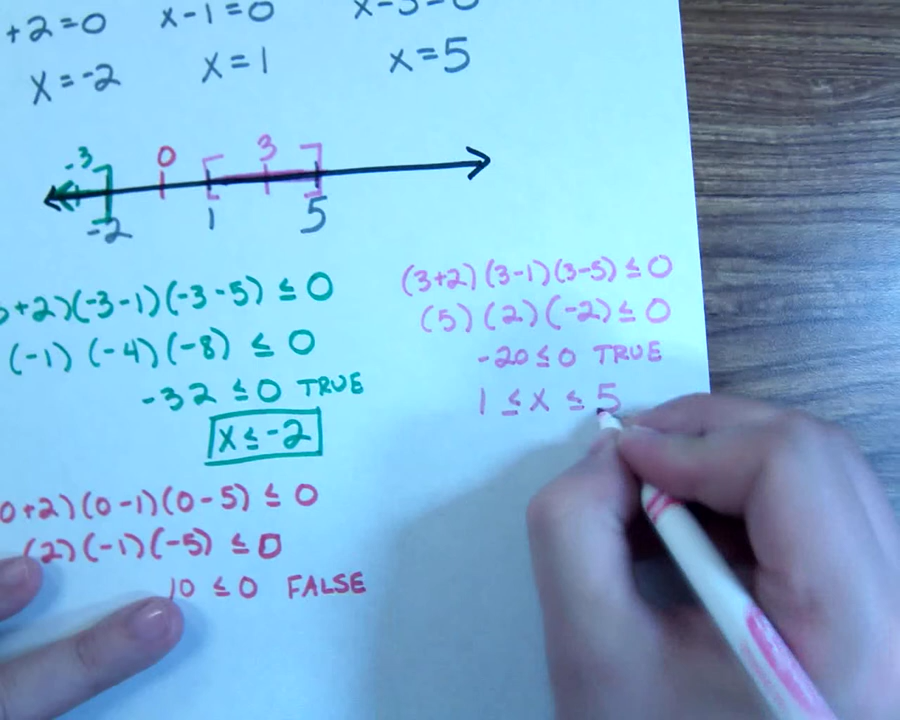 +2=0 x-1=0 x-5=0
x=-2 x=1 x=5
-3 0 3
-2 1 5
+2)(-3-1)(-3-5) ≤ 0
(-1) (-4)(-8) ≤ 0
-32 ≤ 0 TRUE
x ≤ -2
0+2)(0-1)(0-5) ≤ 0
(2)(-1)(-5) ≤ 0
10 ≤ 0 FALSE
(3+2)(3-1)(3-5) ≤ 0
(5)(2)(-2) ≤ 0
-20 ≤ 0 TRUE
1 ≤ x ≤ 5